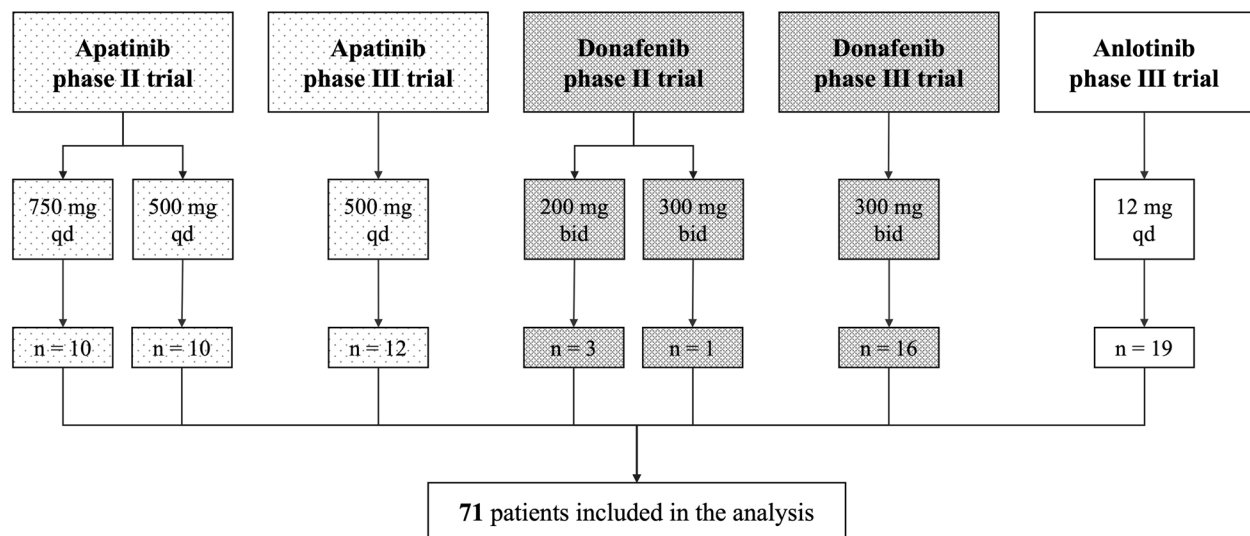 Apatinib
phase II trial
Apatinib
phase III trial
Donafenib
phase II trial
Donafenib
phase III trial
Anlotinib
phase III trial
750 mg
qd
500 mg
qd
500 mg
qd
200 mg
bid
300 mg
bid
300 mg
bid
12 mg
qd
n = 10
n = 10
n = 12
n = 3
n = 1
n = 16
n = 19
71 patients included in the analysis